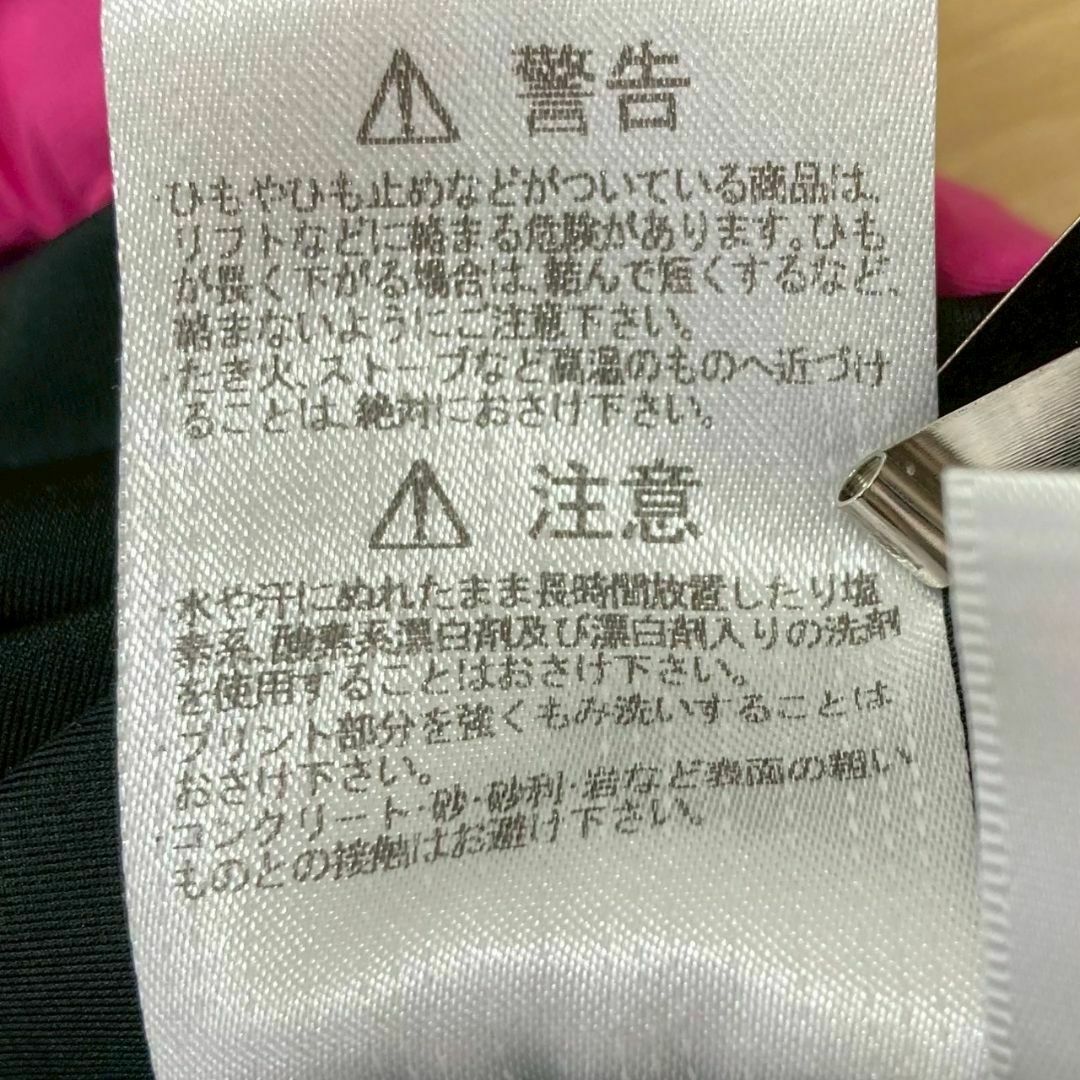 警告
・ひもやひも止めなどがついている商品は、
リフトなどに絡まる危険があります。ひも
が長く下がる場合は、結んで短くするなど、
絡まないようにご注意下さい。
・たき火、ストーブなど高温のものへ近づけ
ることは、絶対におさけ下さい。
注意
・水や汗にぬれたまま長時間放置したり塩
素系、酸素系漂白剤及び漂白剤入りの洗剤
を使用することはおさけ下さい。
・プリント部分を強くもみ洗いすることは
おさけ下さい。
・コンクリート・砂・砂利・岩など表面の粗い
ものとの接触はお避け下さい。